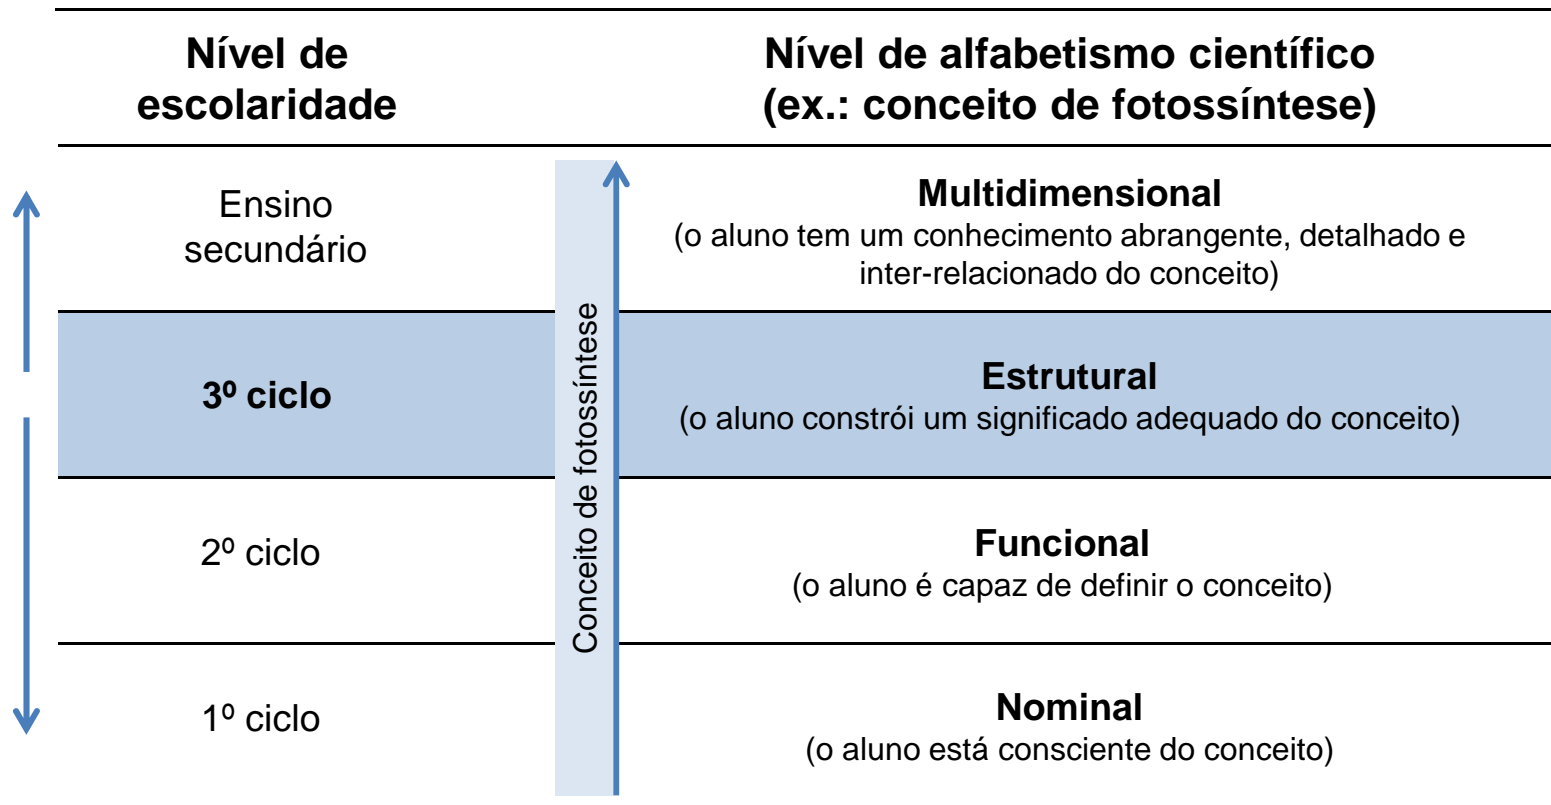 Nível de
escolaridade
Nível de alfabetismo científico
(ex.: conceito de fotossíntese)
Ensino
secundário
Multidimensional
(o aluno tem um conhecimento abrangente, detalhado e
inter-relacionado do conceito)
Conceito de fotossíntese
3º ciclo
Estrutural
(o aluno constrói um significado adequado do conceito)
2º ciclo
Funcional
(o aluno é capaz de definir o conceito)
1º ciclo
Nominal
(o aluno está consciente do conceito)